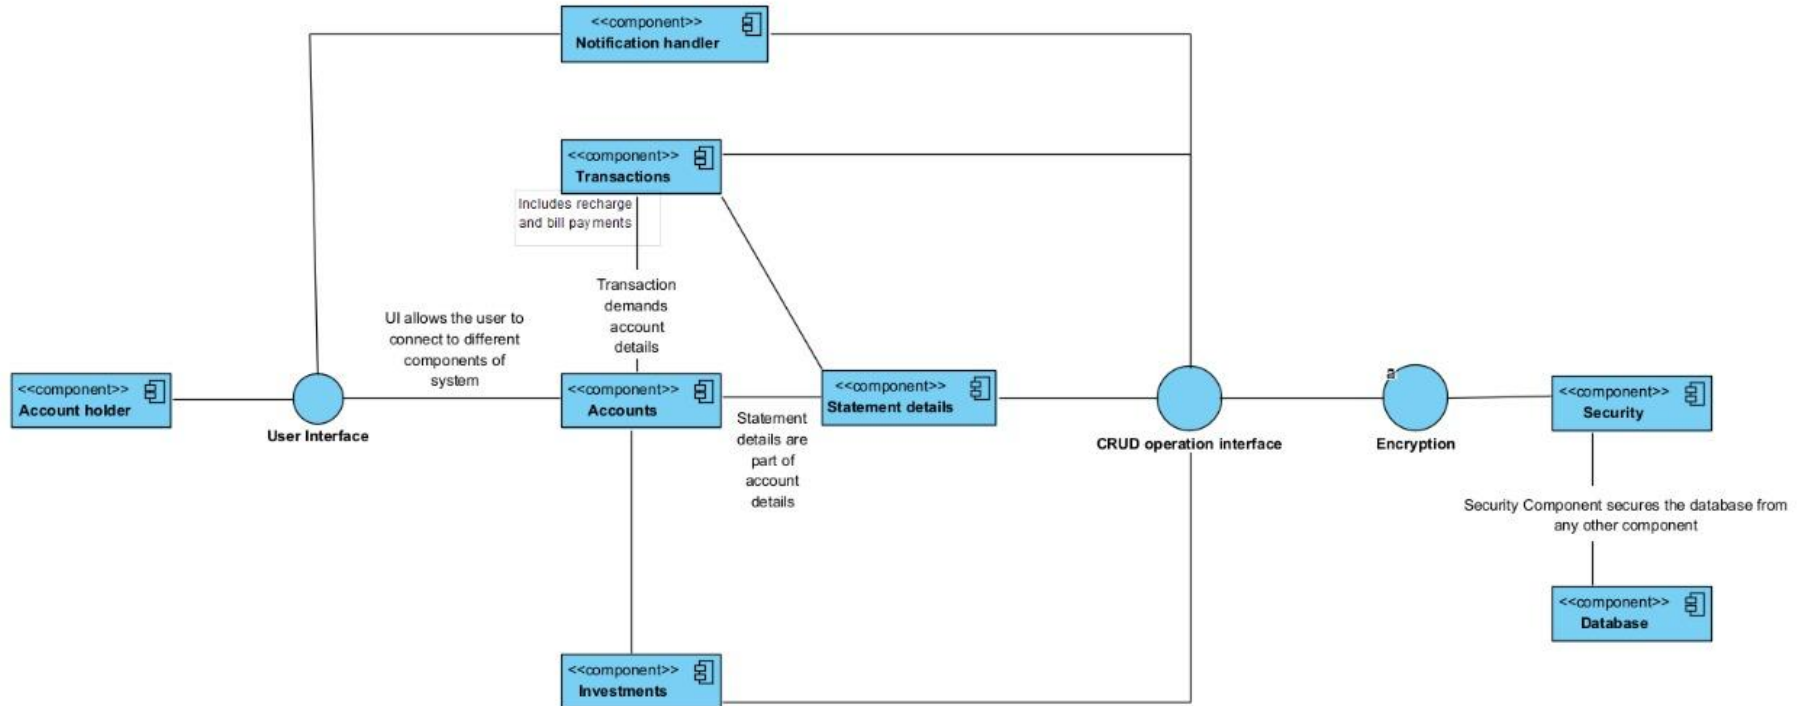 <<component>>
Notification handler
<<component>>
Transactions
Includes recharge
and bill payments
Transaction
demands
account
details
UI allows the user to
connect to different
components of
system
<<component>>
Account holder
User Interface
<<component>>
Accounts
Statement
details are
part of
account
details
<<component>>
Statement details
CRUD operation interface
a
Encryption
<<component>>
Security
Security Component secures the database from
any other component
<<component>>
Database
<<component>>
Investments